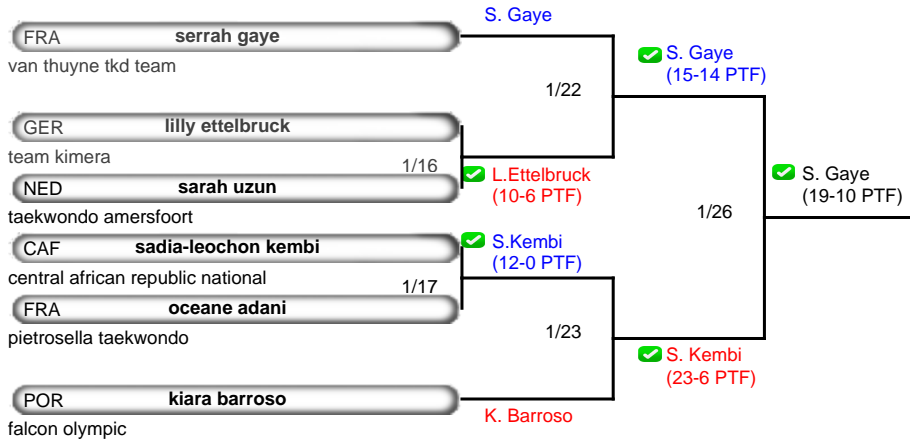 S. Gaye
FRA serrah gaye
van thuyne tkd team
S. Gaye
(15-14 PTF)
1/22
GER lilly ettelbruck
team kimera
1/16
L.Ettelbruck
(10-6 PTF)
NED sarah uzun
taekwondo amersfoort
S. Gaye
(19-10 PTF)
1/26
CAF sadia-leochon kembi
central african republic national
S.Kembi
(12-0 PTF)
1/17
FRA oceane adani
pietrosella taekwondo
1/23
S. Kembi
(23-6 PTF)
POR kiara barroso
falcon olympic
K. Barroso